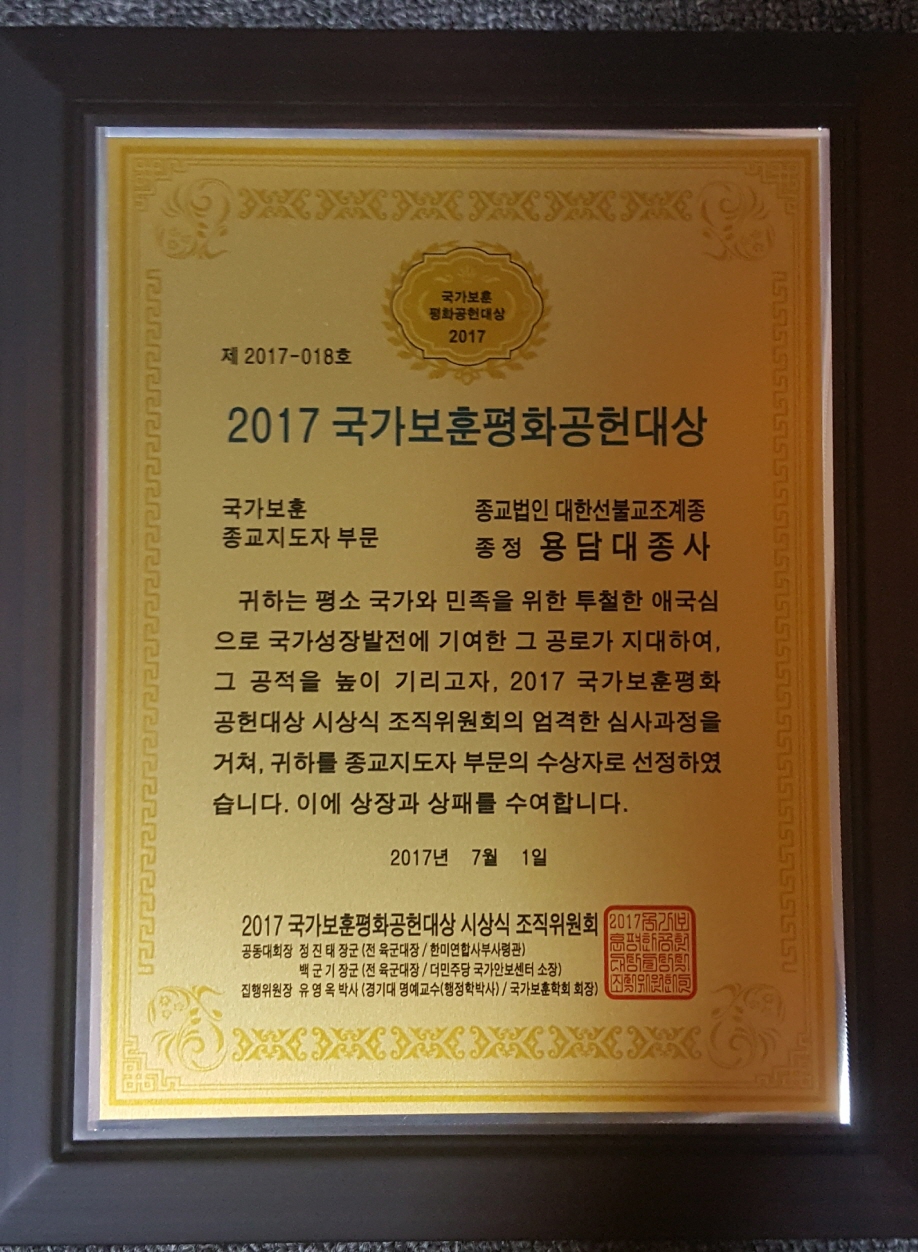 국가보훈
평화공헌대상
2017
제 2017-018호
2017 국가보훈평화공헌대상
국가보훈
종교지도자 부문
종교법인 대한선불교조계종
종정 용담대종사
귀하는 평소 국가와 민족을 위한 투철한 애국심
으로 국가성장발전에 기여한 그 공로가 지대하여,
그 공적을 높이 기리고자, 2017 국가보훈평화
공헌대상 시상식 조직위원회의 엄격한 심사과정을
거쳐, 귀하를 종교지도자 부문의 수상자로 선정하였
습니다. 이에 상장과 상패를 수여합니다.
2017년 7월 1일
2017 국가보훈평화공헌대상 시상식 조직위원회
공동대회장 정진태 장군 (전 육군대장 / 한미연합사부사령관)
백군기 장군 (전 육군대장 / 더민주당 국가안보센터 소장)
집행위원장 유영옥 박사 (경기대 명예교수(행정학박사) / 국가보훈학회 회장)
2017